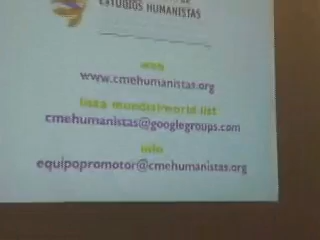 ESTUDIOS HUMANISTAS
web
www.cmehumanistas.org
lista mundial/world list
cmehumanistas@googlegroups.com
info
equipopromotor@cmehumanistas.org